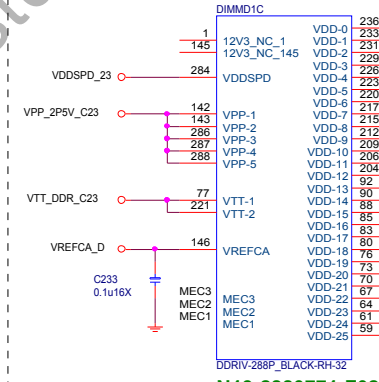 DIMMD1C
1 12V3_NC_1
145 12V3_NC_145
VDDSPD_23 284 VDDSPD
VPP_2P5V_C23 142 VPP-1
143 VPP-2
286 VPP-3
287 VPP-4
288 VPP-5
VTT_DDR_C23 77 VTT-1
221 VTT-2
VREFCA_D 146 VREFCA
C233
0.1u16X
MEC3 MEC3
MEC2 MEC2
MEC1 MEC1
VDD-0 236
VDD-1 233
VDD-2 231
VDD-3 229
VDD-4 226
VDD-5 223
VDD-6 220
VDD-7 217
VDD-8 215
VDD-9 212
VDD-10 209
VDD-11 206
VDD-12 204
VDD-13 92
VDD-14 90
VDD-15 88
VDD-16 85
VDD-17 83
VDD-18 80
VDD-19 76
VDD-20 73
VDD-21 70
VDD-22 67
VDD-23 64
VDD-24 61
VDD-25 59
DDRIV-288P_BLACK-RH-32